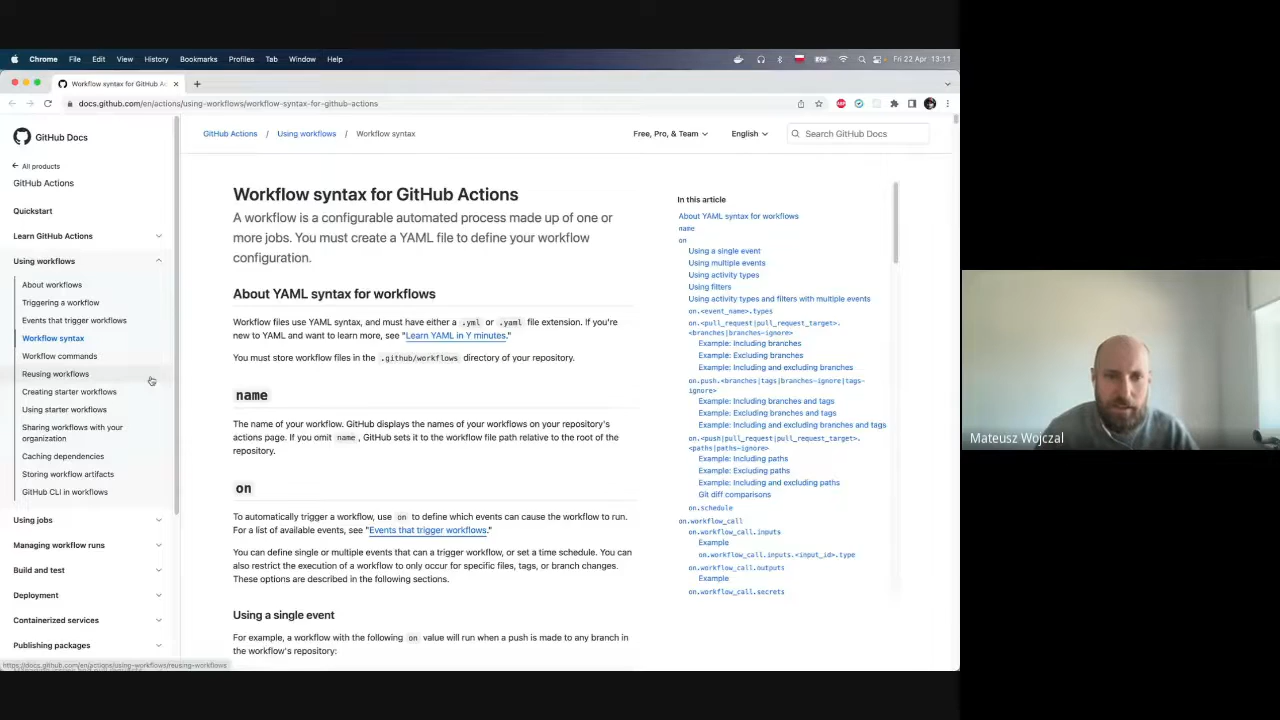 Chrome File Edit View History Bookmarks Profiles Tab Window Help
Fri 22 Apr 13:11
Workflow syntax for GitHub Ac
docs.github.com/en/actions/using-workflows/workflow-syntax-for-github-actions
GitHub Docs
GitHub Actions / Using workflows / Workflow syntax
Free, Pro, & Team
English
Search GitHub Docs
All products
GitHub Actions
Quickstart
Learn GitHub Actions
Using workflows
About workflows
Triggering a workflow
Events that trigger workflows
Workflow syntax
Workflow commands
Reusing workflows
Creating starter workflows
Using starter workflows
Sharing workflows with your
organization
Caching dependencies
Storing workflow artifacts
GitHub CLI in workflows
Using jobs
Managing workflow runs
Build and test
Deployment
Containerized services
Publishing packages
https://docs.github.com/en/actions/using-workflows/reusing-workflows
Workflow syntax for GitHub Actions
A workflow is a configurable automated process made up of one or
more jobs. You must create a YAML file to define your workflow
configuration.
About YAML syntax for workflows
Workflow files use YAML syntax, and must have either a .yml or .yaml file extension. If you're
new to YAML and want to learn more, see "Learn YAML in Y minutes."
You must store workflow files in the .github/workflows directory of your repository.
name
The name of your workflow. GitHub displays the names of your workflows on your repository's
actions page. If you omit name, GitHub sets it to the workflow file path relative to the root of the
repository.
on
To automatically trigger a workflow, use on to define which events can cause the workflow to run.
For a list of available events, see "Events that trigger workflows."
You can define single or multiple events that can a trigger workflow, or set a time schedule. You can
also restrict the execution of a workflow to only occur for specific files, tags, or branch changes.
These options are described in the following sections.
Using a single event
For example, a workflow with the following on value will run when a push is made to any branch in
the workflow's repository:
In this article
About YAML syntax for workflows
name
on
Using a single event
Using multiple events
Using activity types
Using filters
Using activity types and filters with multiple events
on.<event_name>.types
on.<pull_request|pull_request_target>.
<branches|branches-ignore>
Example: Including branches
Example: Excluding branches
Example: Including and excluding branches
on.push.<branches|tags|branches-ignore|tags-
ignore>
Example: Including branches and tags
Example: Excluding branches and tags
Example: Including and excluding branches and tags
on.<push|pull_request|pull_request_target>.
<paths|paths-ignore>
Example: Including paths
Example: Excluding paths
Example: Including and excluding paths
Git diff comparisons
on.schedule
on.workflow_call
on.workflow_call.inputs
Example
on.workflow_call.inputs.<input_id>.type
on.workflow_call.outputs
Example
on.workflow_call.secrets
Mateusz Wojczal